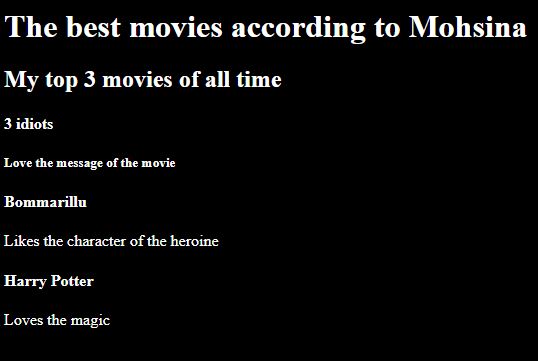 The best movies according to Mohsina
My top 3 movies of all time
3 idiots
Love the message of the movie
Bommarillu
Likes the character of the heroine
Harry Potter
Loves the magic